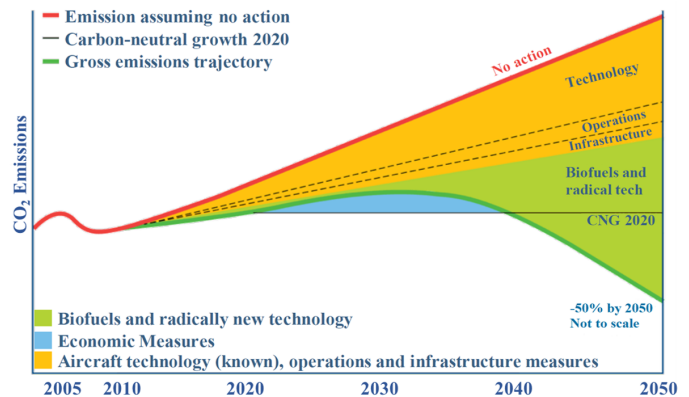 Emission assuming no action
Carbon-neutral growth 2020
Gross emissions trajectory
No action
Technology
Operations
Infrastructure
Biofuels and
radical tech
CNG 2020
CO₂ Emissions
-50% by 2050
Not to scale
Biofuels and radically new technology
Economic Measures
Aircraft technology (known), operations and infrastructure measures
2005 2010 2020 2030 2040 2050